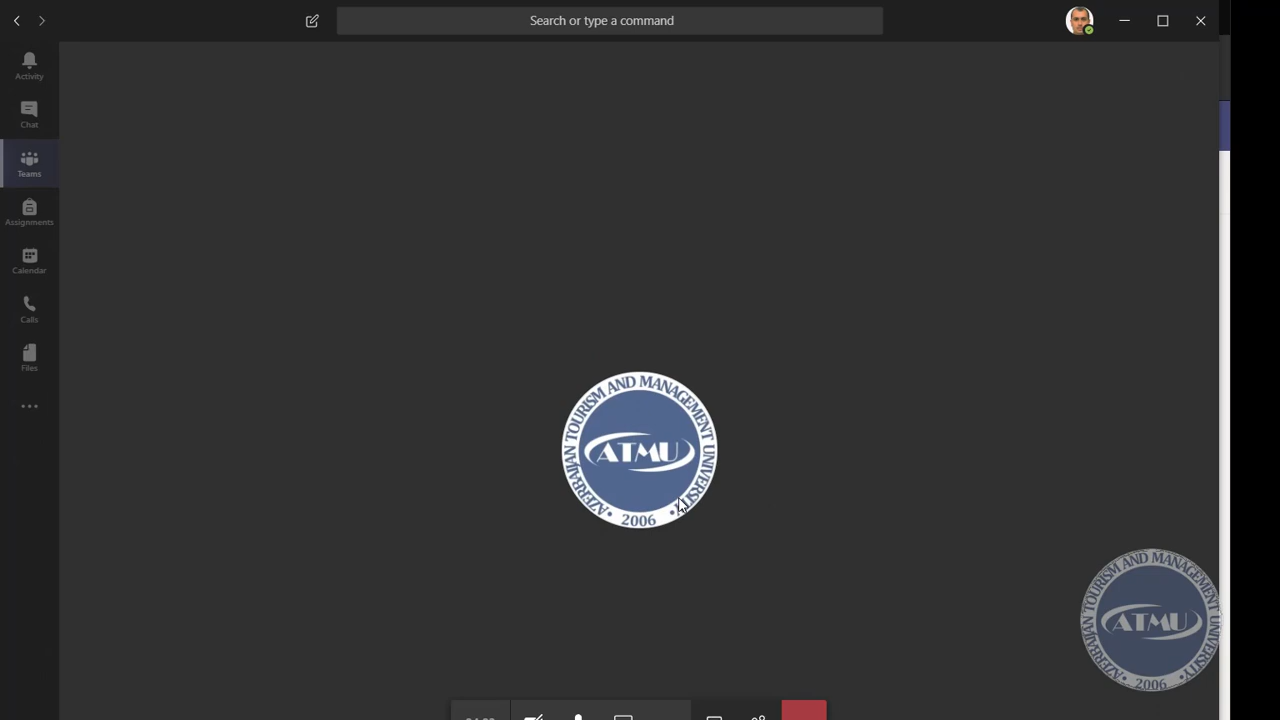 Search or type a command
Activity
Chat
Teams
Assignments
Calendar
Calls
Files
AZERBAIJAN TOURISM AND MANAGEMENT UNIVERSITY
ATMU
2006
AZERBAIJAN TOURISM AND MANAGEMENT UNIVERSITY
ATMU
2006